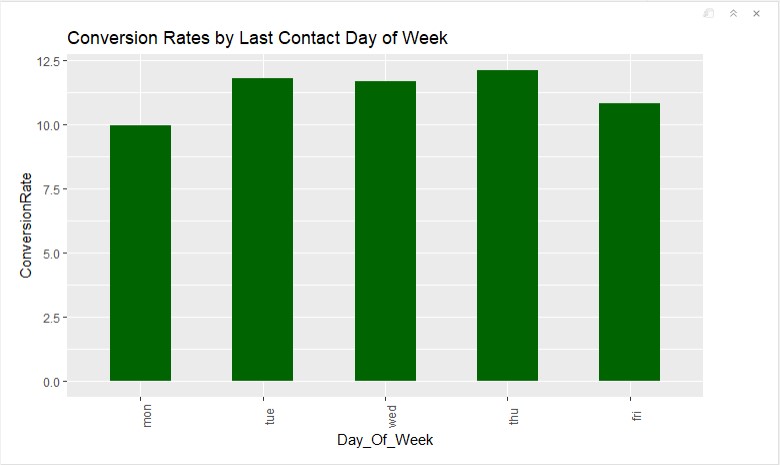 Conversion Rates by Last Contact Day of Week
12.5
10.0
7.5
5.0
2.5
0.0
ConversionRate
mon tue wed thu fri
Day_Of_Week